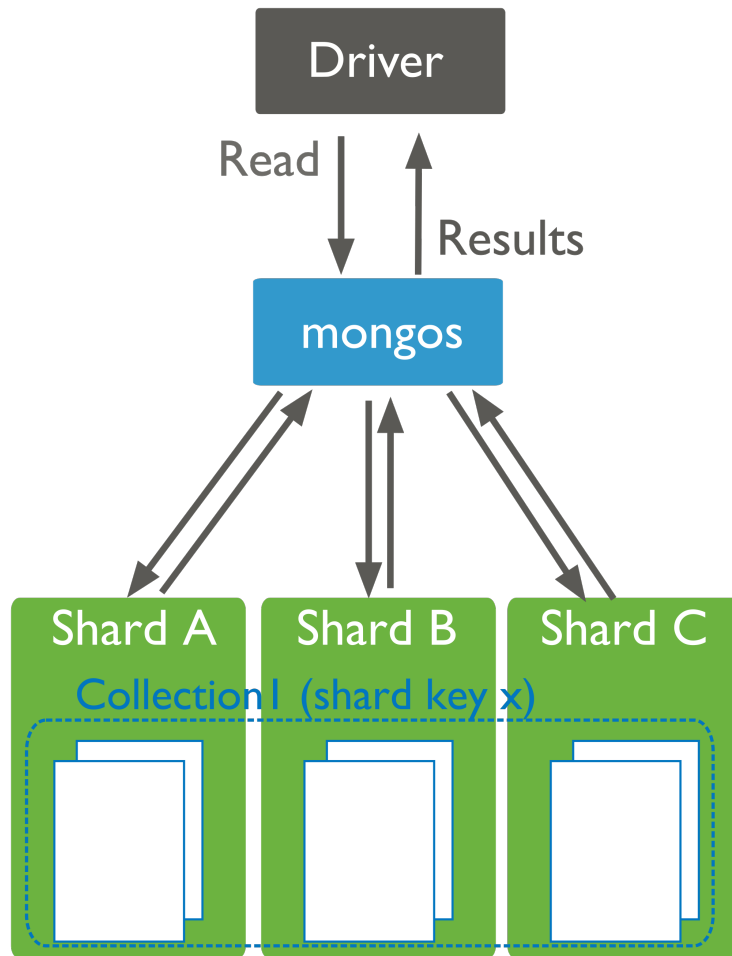 Driver
Read
Results
mongos
Shard A
Shard B
Shard C
Collection1 (shard key x)